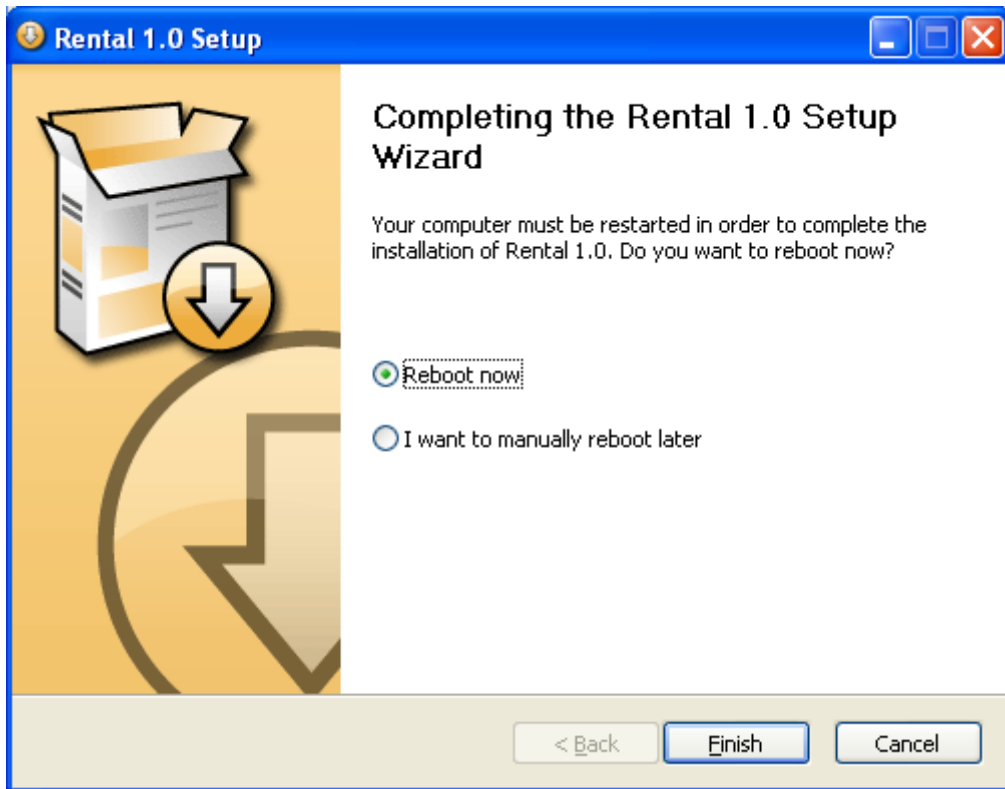 Rental 1.0 Setup
Completing the Rental 1.0 Setup
Wizard
Your computer must be restarted in order to complete the
installation of Rental 1.0. Do you want to reboot now?
Reboot now
I want to manually reboot later
< Back
Finish
Cancel